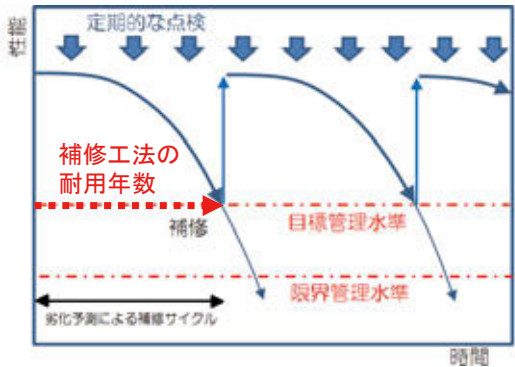 性能
定期的な点検
補修工法の
耐用年数
補修
目標管理水準
限界管理水準
劣化予測による補修サイクル
時間